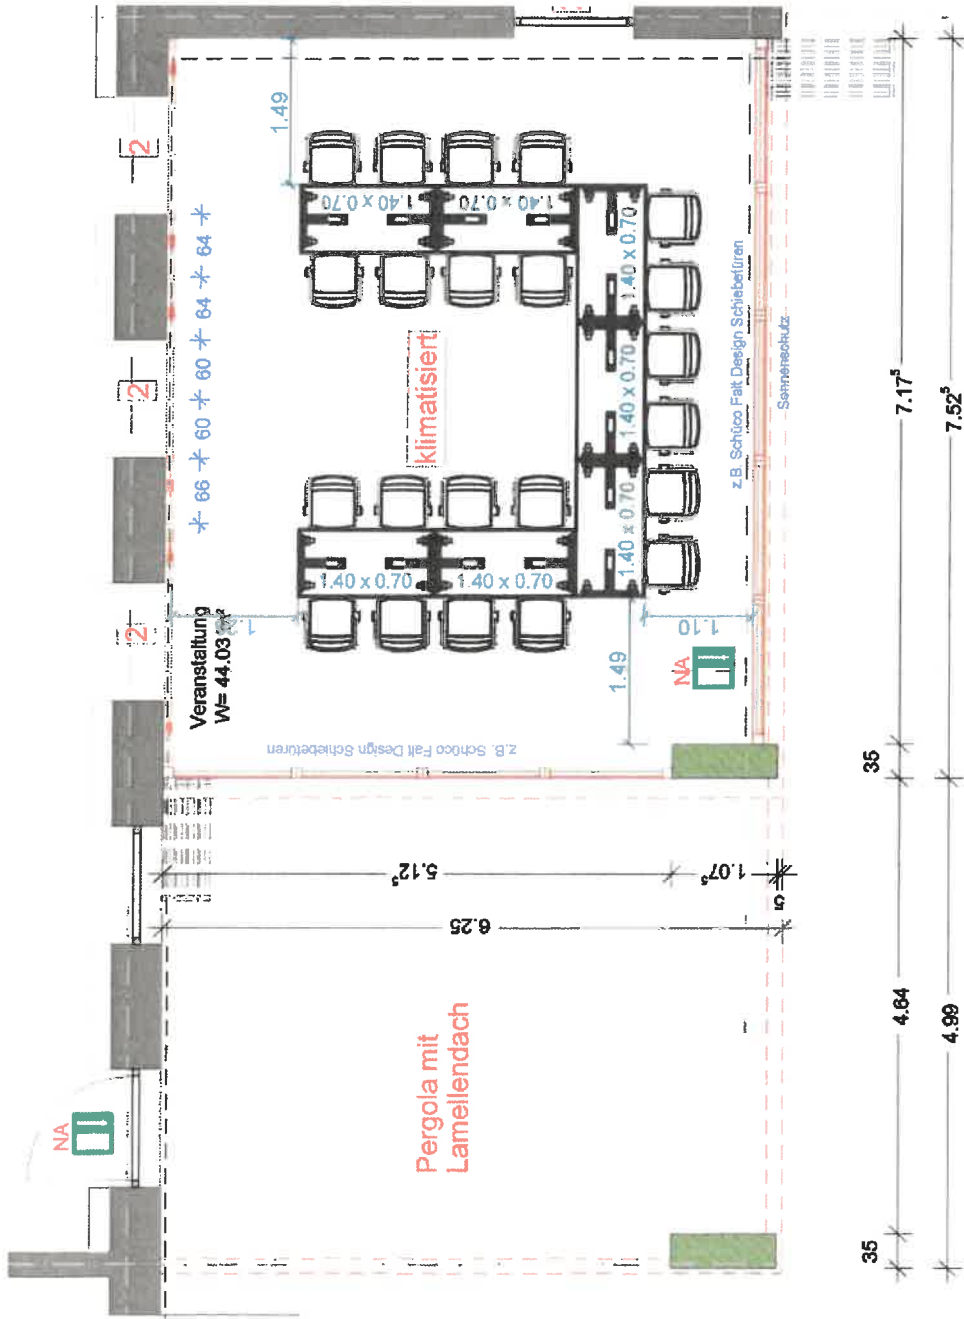 2
2
2
66
60
60
64
64
1.49
1.40 x 0.70
1.40 x 0.70
1.40 x 0.70
1.40 x 0.70
1.40 x 0.70
1.40 x 0.70
1.40 x 0.70
klimatisiert
Veranstaltung
W= 44.03
z.B. Schüco Falt Design Schiebetüren
z.B. Schüco Falt Design Schiebetüren
Sonnenschutz
1.49
1.10
NA
NA
Pergola mit
Lamellendach
5.12⁵
1.07⁵
5
6.25
35
4.64
35
7.17⁵
4.99
7.52⁵